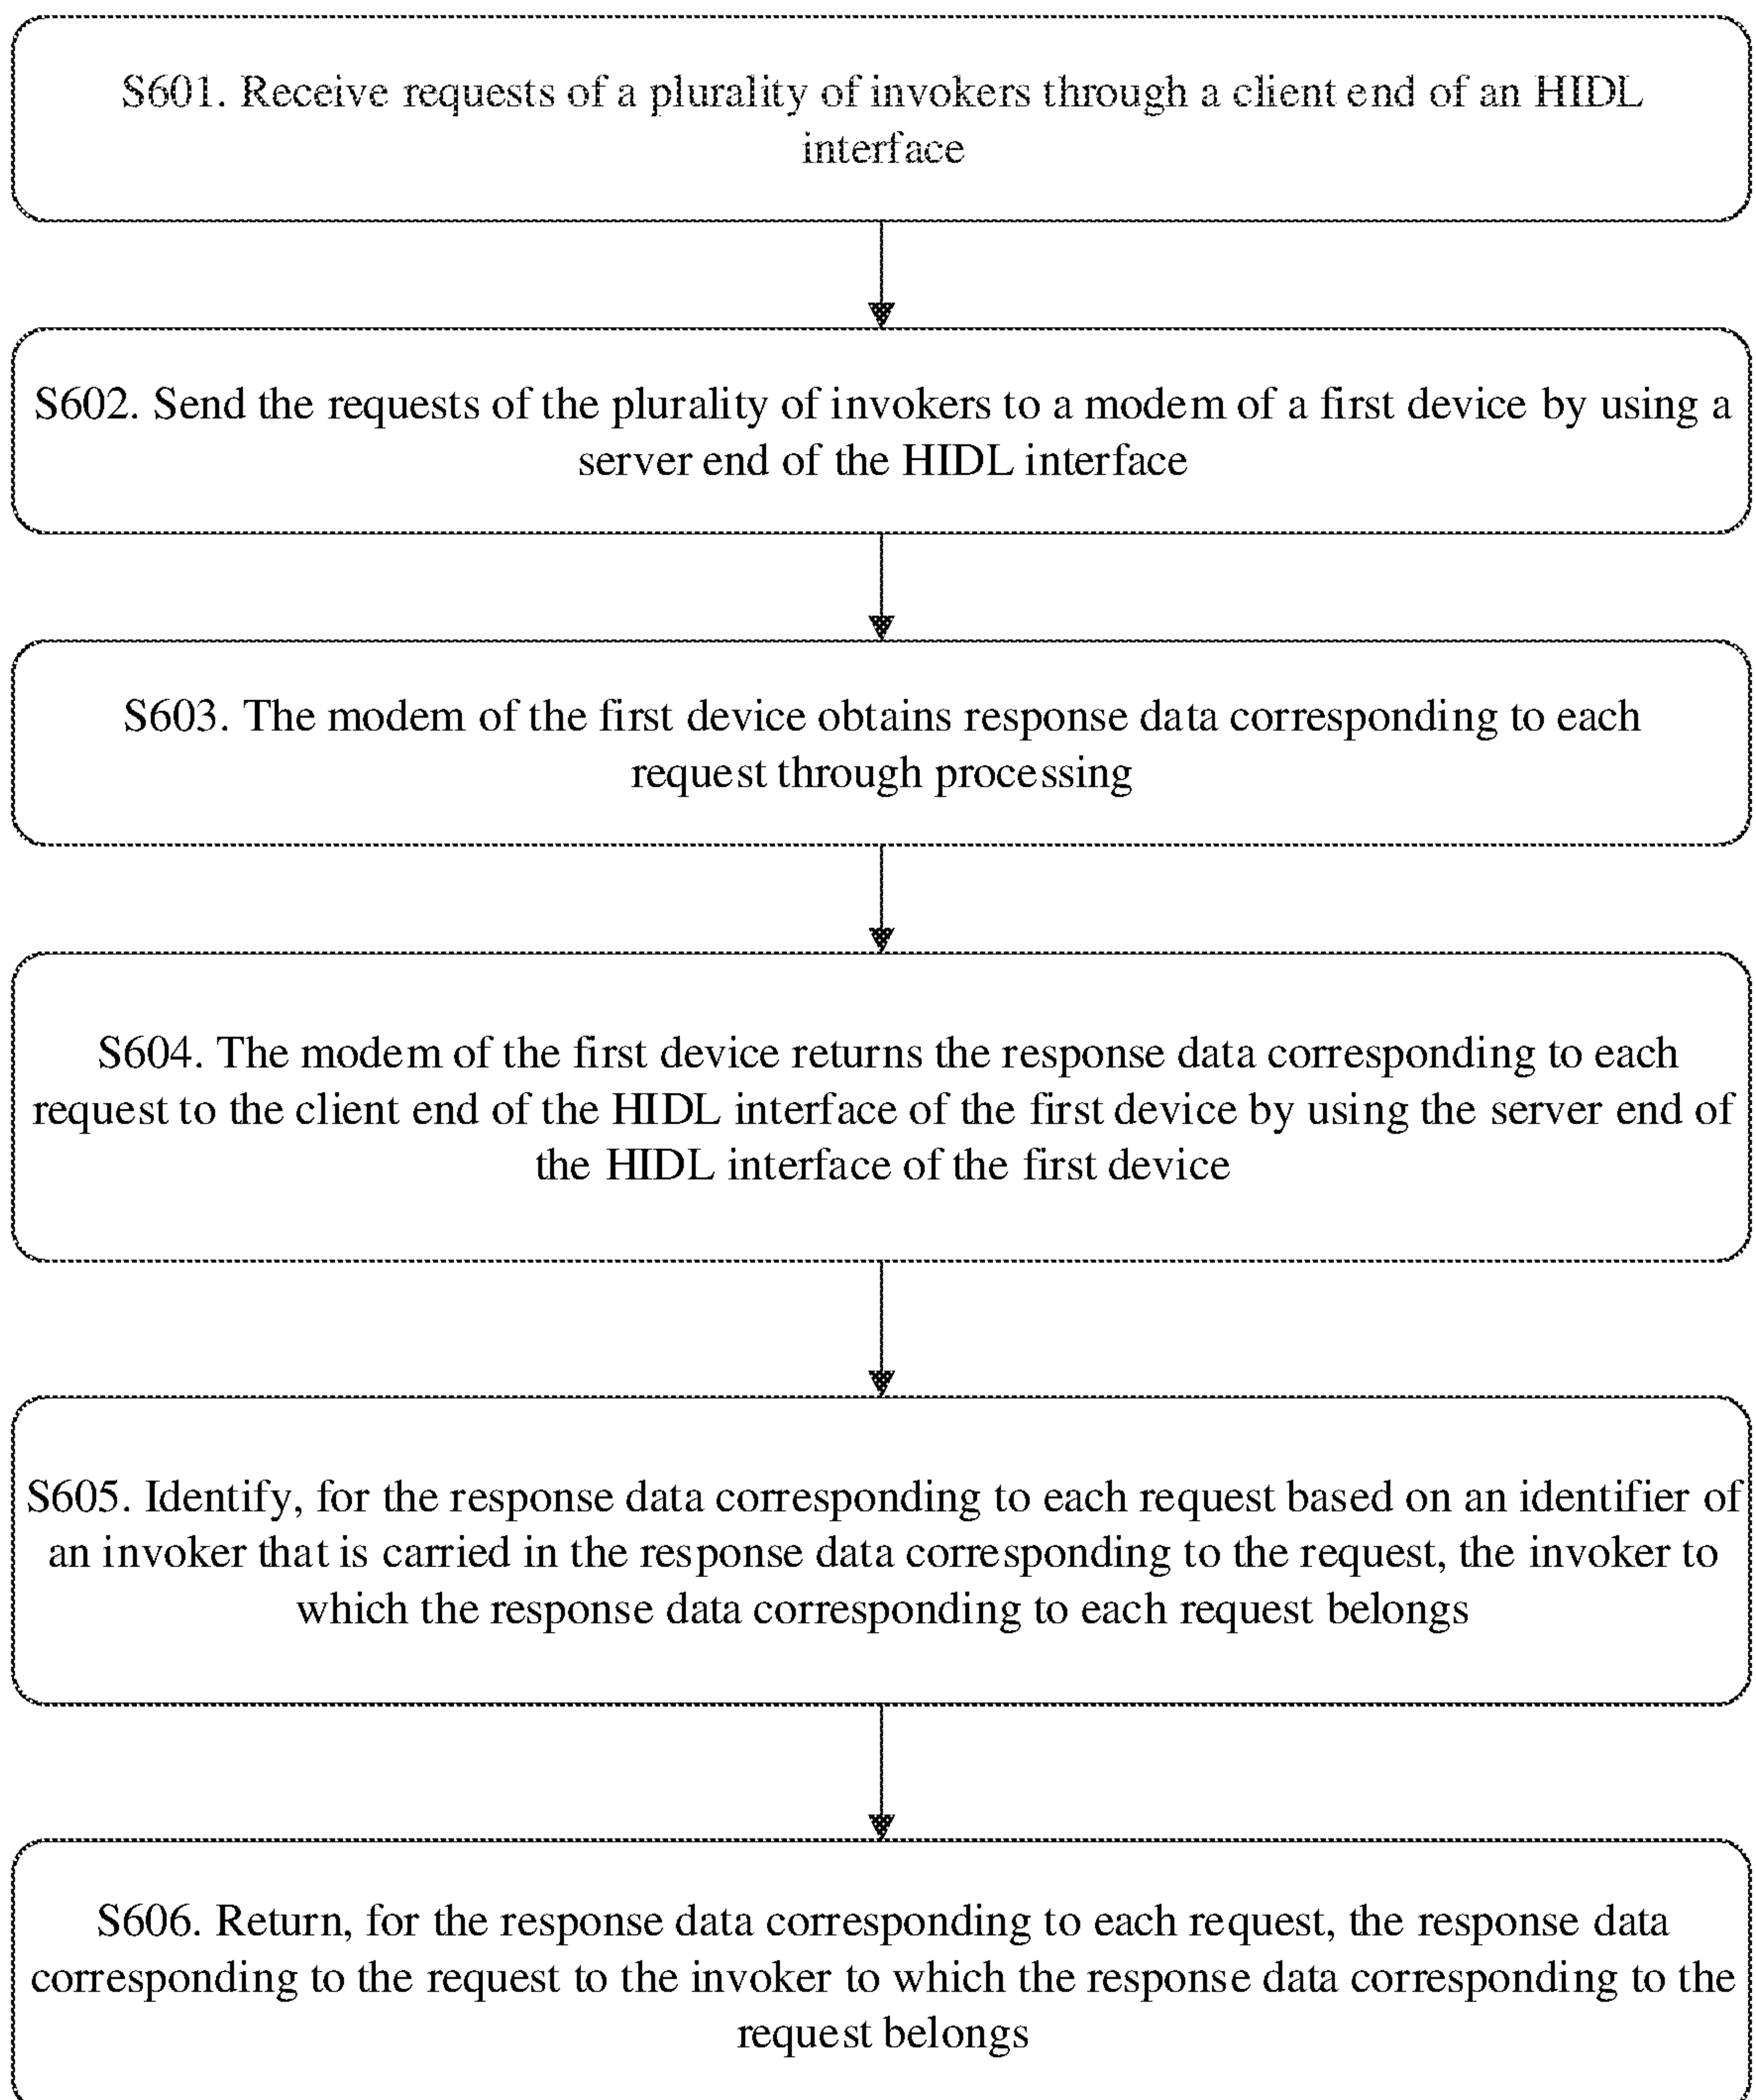 S601. Receive requests of a plurality of invokers through a client end of an HIDL
interface
S602. Send the requests of the plurality of invokers to a modem of a first device by using a
server end of the HIDL interface
S603. The modem of the first device obtains response data corresponding to each
request through processing
S604. The modem of the first device returns the response data corresponding to each
request to the client end of the HIDL interface of the first device by using the server end of
the HIDL interface of the first device
S605. Identify, for the response data corresponding to each request based on an identifier of
an invoker that is carried in the response data corresponding to the request, the invoker to
which the response data corresponding to each request belongs
S606. Return, for the response data corresponding to each request, the response data
corresponding to the request to the invoker to which the response data corresponding to the
request belongs